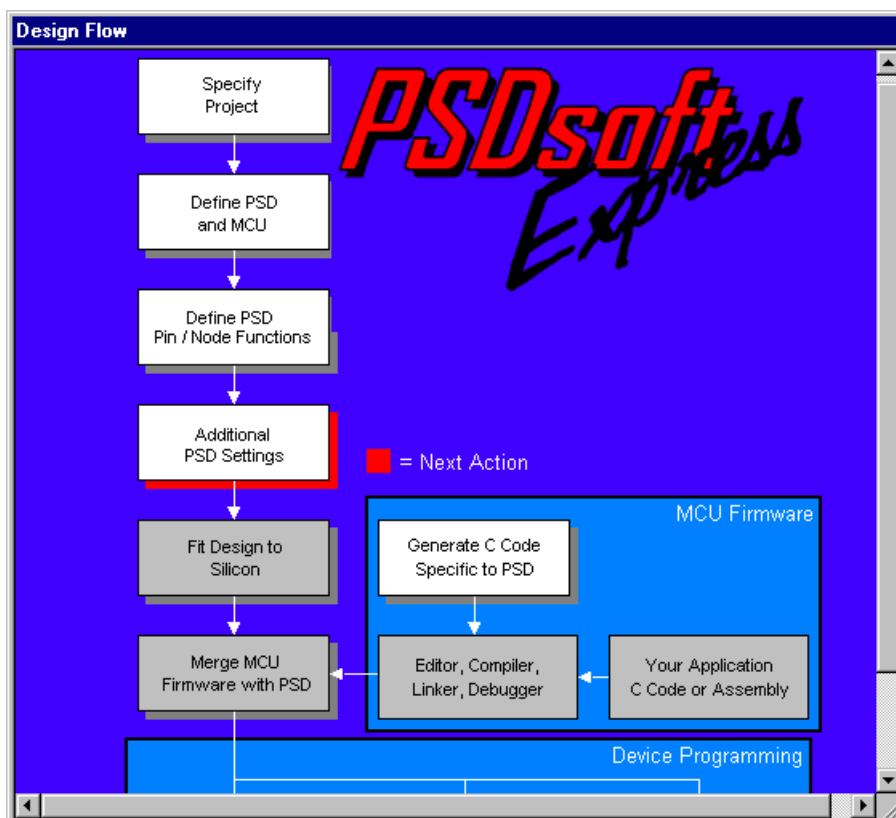 Design Flow
Specify
Project
PSDsoft
Express
Define PSD
and MCU
Define PSD
Pin / Node Functions
Additional
PSD Settings
= Next Action
MCU Firmware
Fit Design to
Silicon
Generate C Code
Specific to PSD
Merge MCU
Firmware with PSD
Editor, Compiler,
Linker, Debugger
Your Application
C Code or Assembly
Device Programming